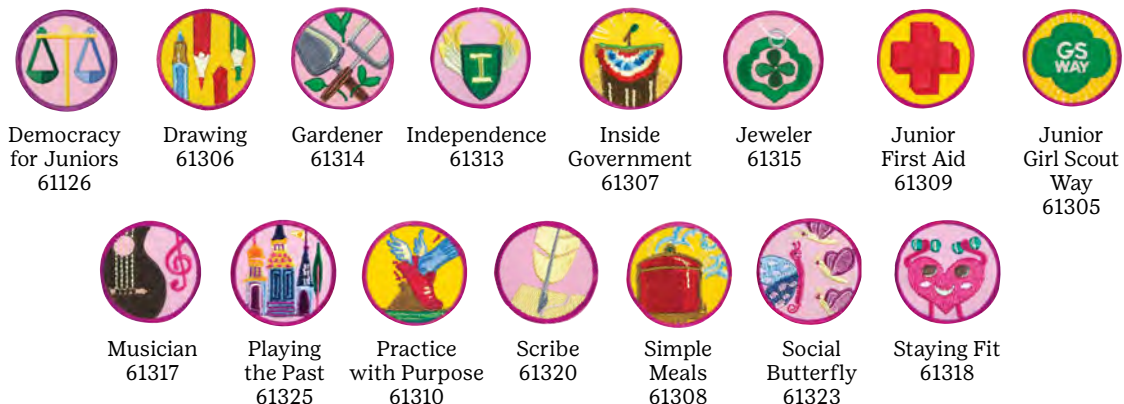 I
GS
WAY
Democracy
for Juniors
61126
Drawing
61306
Gardener
61314
Independence
61313
Inside
Government
61307
Jeweler
61315
Junior
First Aid
61309
Junior
Girl Scout
Way
61305
Musician
61317
Playing
the Past
61325
Practice
with Purpose
61310
Scribe
61320
Simple
Meals
61308
Social
Butterfly
61323
Staying Fit
61318